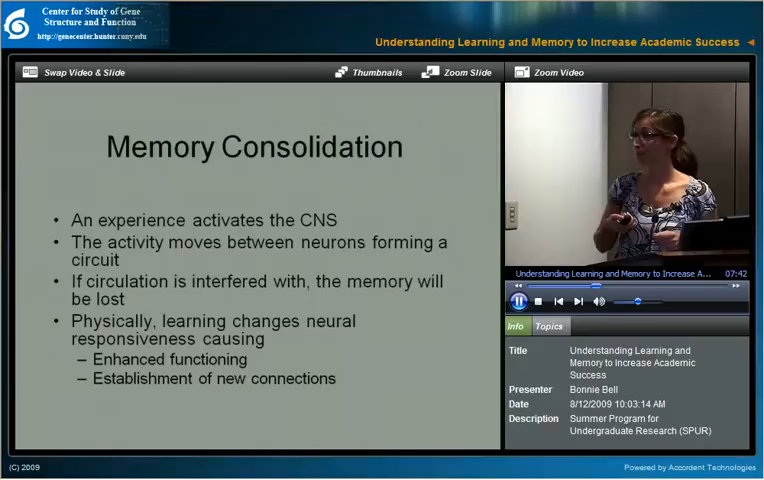 Center for Study of Gene
Structure and Function
http://genecenter.hunter.cuny.edu
Understanding Learning and Memory to Increase Academic Success
Swap Video & Slide
Thumbnails
Zoom Slide
Zoom Video
Memory Consolidation
• An experience activates the CNS
• The activity moves between neurons forming a
circuit
• If circulation is interfered with, the memory will
be lost
• Physically, learning changes neural
responsiveness causing
– Enhanced functioning
– Establishment of new connections
Understanding Learning and Memory to Increase A...
07:42
Info
Topics
Title
Understanding Learning and
Memory to Increase Academic
Success
Presenter
Bonnie Bell
Date
8/12/2009 10:03:14 AM
Description
Summer Program for
Undergraduate Research (SPUR)
(C) 2009
Powered by Accordent Technologies